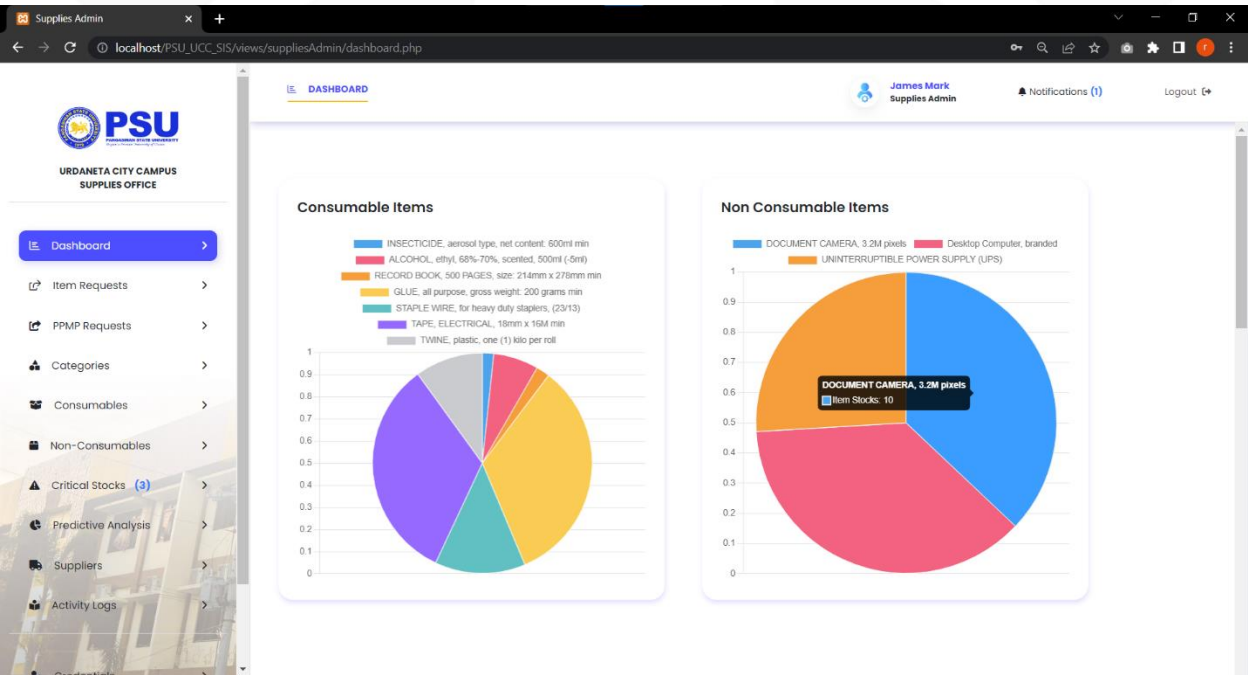 Supplies Admin
localhost/PSU_UCC_SIS/views/suppliesAdmin/dashboard.php
r
PSU
PANGASINAN STATE UNIVERSITY
URDANETA CITY CAMPUS
SUPPLIES OFFICE
Dashboard
Item Requests
PPMP Requests
Categories
Consumables
Non-Consumables
Critical Stocks (3)
Predictive Analysis
Suppliers
Activity Logs
Credentials
DASHBOARD
James Mark
Supplies Admin
Notifications (1)
Logout
Consumable Items
INSECTICIDE, aerosol type, net content: 600ml min
ALCOHOL, ethyl, 68%-70%, scented, 500ml (-5ml)
RECORD BOOK, 500 PAGES, size: 214mm x 278mm min
GLUE, all purpose, gross weight: 200 grams min
STAPLE WIRE, for heavy duty staplers, (23/13)
TAPE, ELECTRICAL, 18mm x 16M min
TWINE, plastic, one (1) kilo per roll
1
0.9
0.8
0.7
0.6
0.5
0.4
0.3
0.2
0.1
0
Non Consumable Items
DOCUMENT CAMERA, 3.2M pixels Desktop Computer, branded
UNINTERRUPTIBLE POWER SUPPLY (UPS)
1
0.9
0.8
0.7
0.6
0.5
0.4
0.3
0.2
0.1
0
DOCUMENT CAMERA, 3.2M pixels
Item Stocks: 10